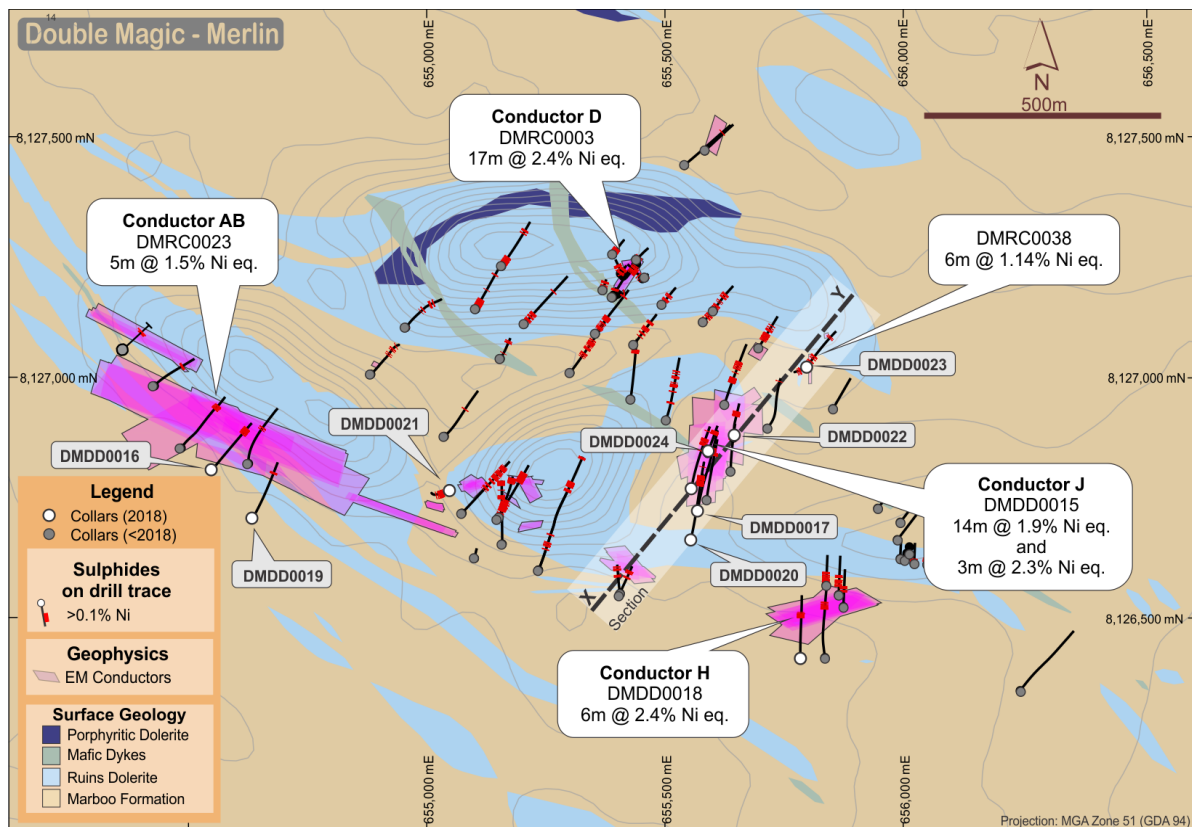 14
Double Magic - Merlin
655,000 mE
655,500 mE
656,000 mE
656,500 mE
N
500m
8,127,500 mN
8,127,500 mN
Conductor D
DMRC0003
17m @ 2.4% Ni eq.
Conductor AB
DMRC0023
5m @ 1.5% Ni eq.
DMRC0038
6m @ 1.14% Ni eq.
Y
DMDD0023
8,127,000 mN
8,127,000 mN
DMDD0021
DMDD0024
DMDD0022
DMDD0016
Conductor J
DMDD0015
14m @ 1.9% Ni eq.
and
3m @ 2.3% Ni eq.
DMDD0017
DMDD0019
DMDD0020
X
Section
8,126,500 mN
Conductor H
DMDD0018
6m @ 2.4% Ni eq.
Legend
Collars (2018)
Collars (<2018)
Sulphides
on drill trace
>0.1% Ni
Geophysics
EM Conductors
Surface Geology
Porphyritic Dolerite
Mafic Dykes
Ruins Dolerite
Marboo Formation
655,000 mE
655,500 mE
656,000 mE
Projection: MGA Zone 51 (GDA 94)